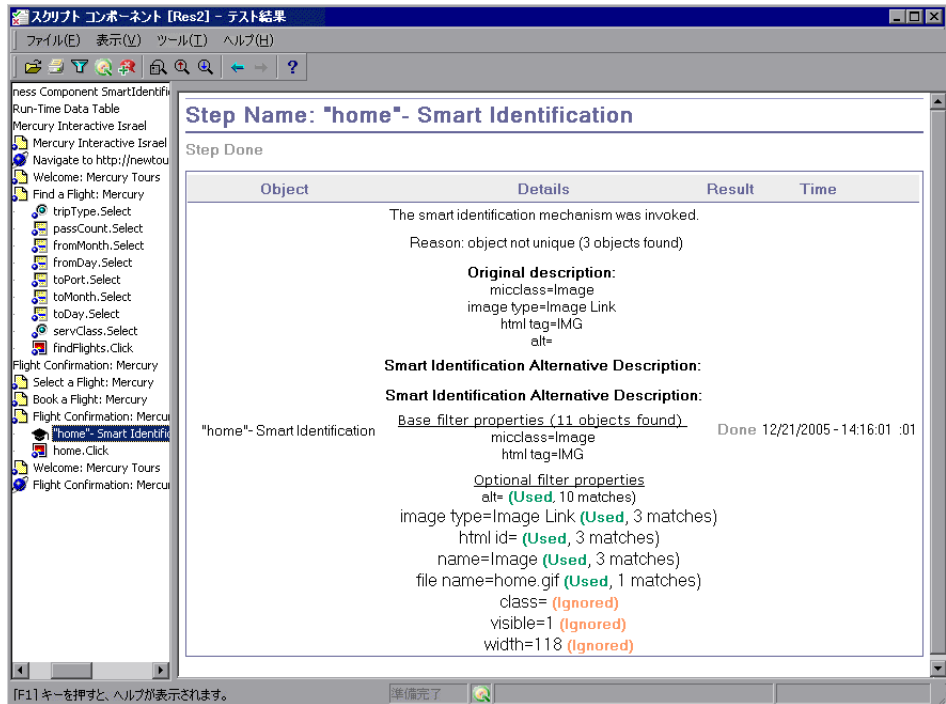 スクリプト コンポーネント [Res2] - テスト結果
ファイル(F) 表示(V) ツール(T) ヘルプ(H)
ness Component SmartIdentifi
Run-Time Data Table
Mercury Interactive Israel
Mercury Interactive Israel
Navigate to http://newtou
Welcome: Mercury Tours
Find a Flight: Mercury
tripType.Select
passCount.Select
fromMonth.Select
fromDay.Select
toPort.Select
toMonth.Select
toDay.Select
servClass.Select
findFlights.Click
Flight Confirmation: Mercury
Select a Flight: Mercury
Book a Flight: Mercury
Flight Confirmation: Mercu
"home"- Smart Identific
home.Click
Welcome: Mercury Tours
Flight Confirmation: Mercu
Step Name: "home"- Smart Identification
Step Done
Object Details Result Time
The smart identification mechanism was invoked.
Reason: object not unique (3 objects found)
Original description:
micclass=Image
image type=Image Link
html tag=IMG
alt=
Smart Identification Alternative Description:
Smart Identification Alternative Description:
Base filter properties (11 objects found)
"home"- Smart Identification
micclass=Image
Done 12/21/2005 - 14:16:01 :01
html tag=IMG
Optional filter properties
alt= (Used, 10 matches)
image type=Image Link (Used, 3 matches)
html id= (Used, 3 matches)
name=Image (Used, 3 matches)
file name=home.gif (Used, 1 matches)
class= (Ignored)
visible=1 (Ignored)
width=118 (Ignored)
[F1] キーを押すと、ヘルプが表示されます。
準備完了